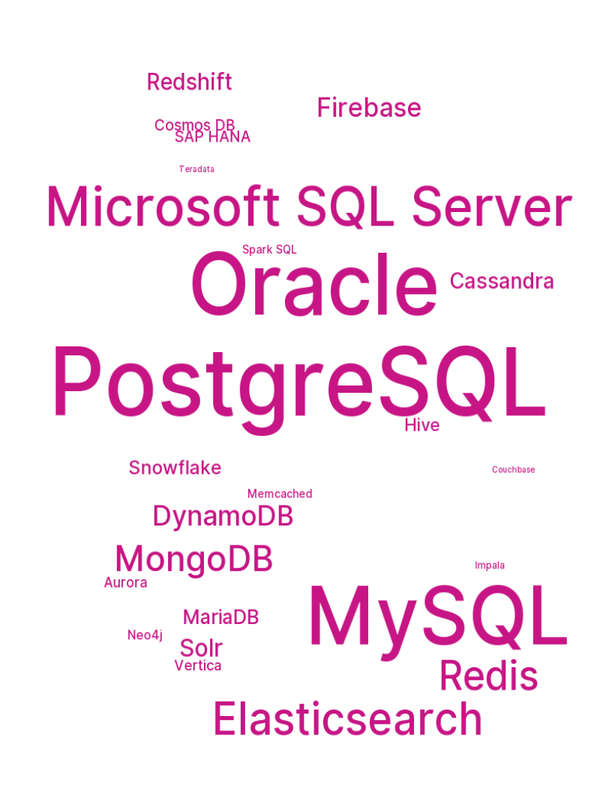 Redshift
Firebase
Cosmos DB
SAP HANA
Teradata
Microsoft SQL Server
Spark SQL
Oracle
Cassandra
PostgreSQL
Hive
Snowflake
Couchbase
Memcached
DynamoDB
MongoDB
Impala
Aurora
MariaDB
MySQL
Neo4j
Solr
Vertica
Redis
Elasticsearch